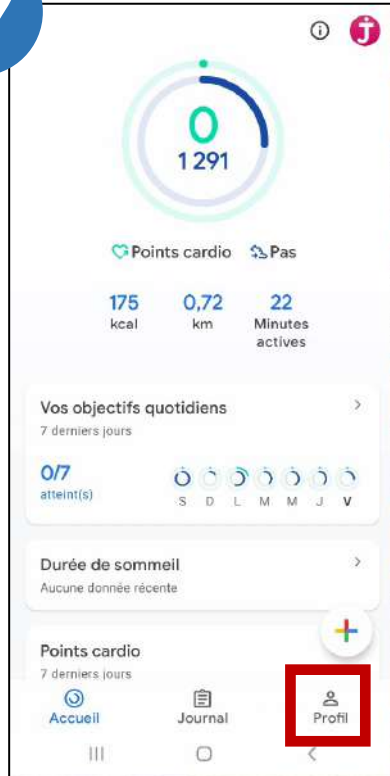 J
0
1 291
Points cardio Pas
175 0,72 22
kcal km Minutes
actives
Vos objectifs quotidiens
7 derniers jours
0/7
atteint(s)
S D L M M J V
Durée de sommeil
Aucune donnée récente
Points cardio
7 derniers jours
Accueil Journal Profil